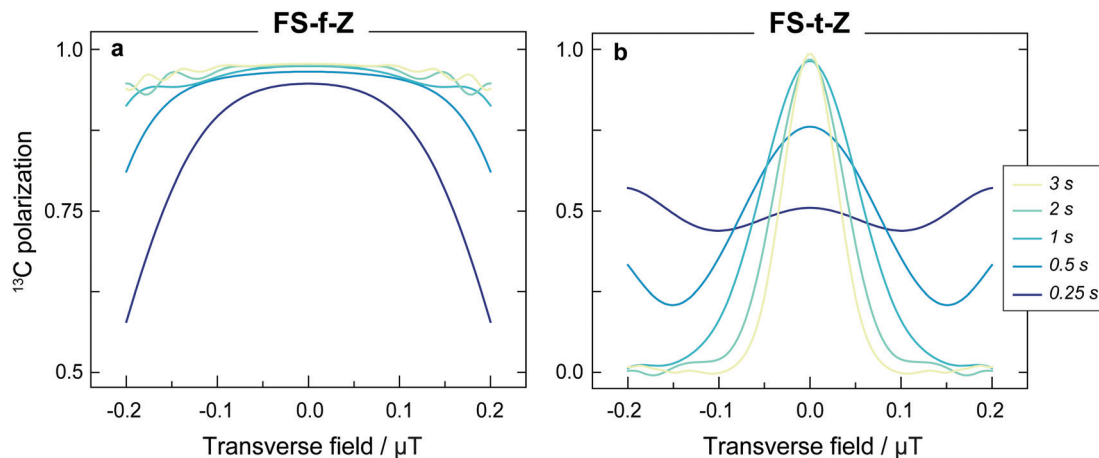 FS-f-Z
FS-t-Z
a
b
1.0
0.75
0.5
1.0
0.5
0.0
¹³C polarization
3 s
2 s
1 s
0.5 s
0.25 s
-0.2
-0.1
0.0
0.1
0.2
-0.2
-0.1
0.0
0.1
0.2
Transverse field / µT
Transverse field / µT